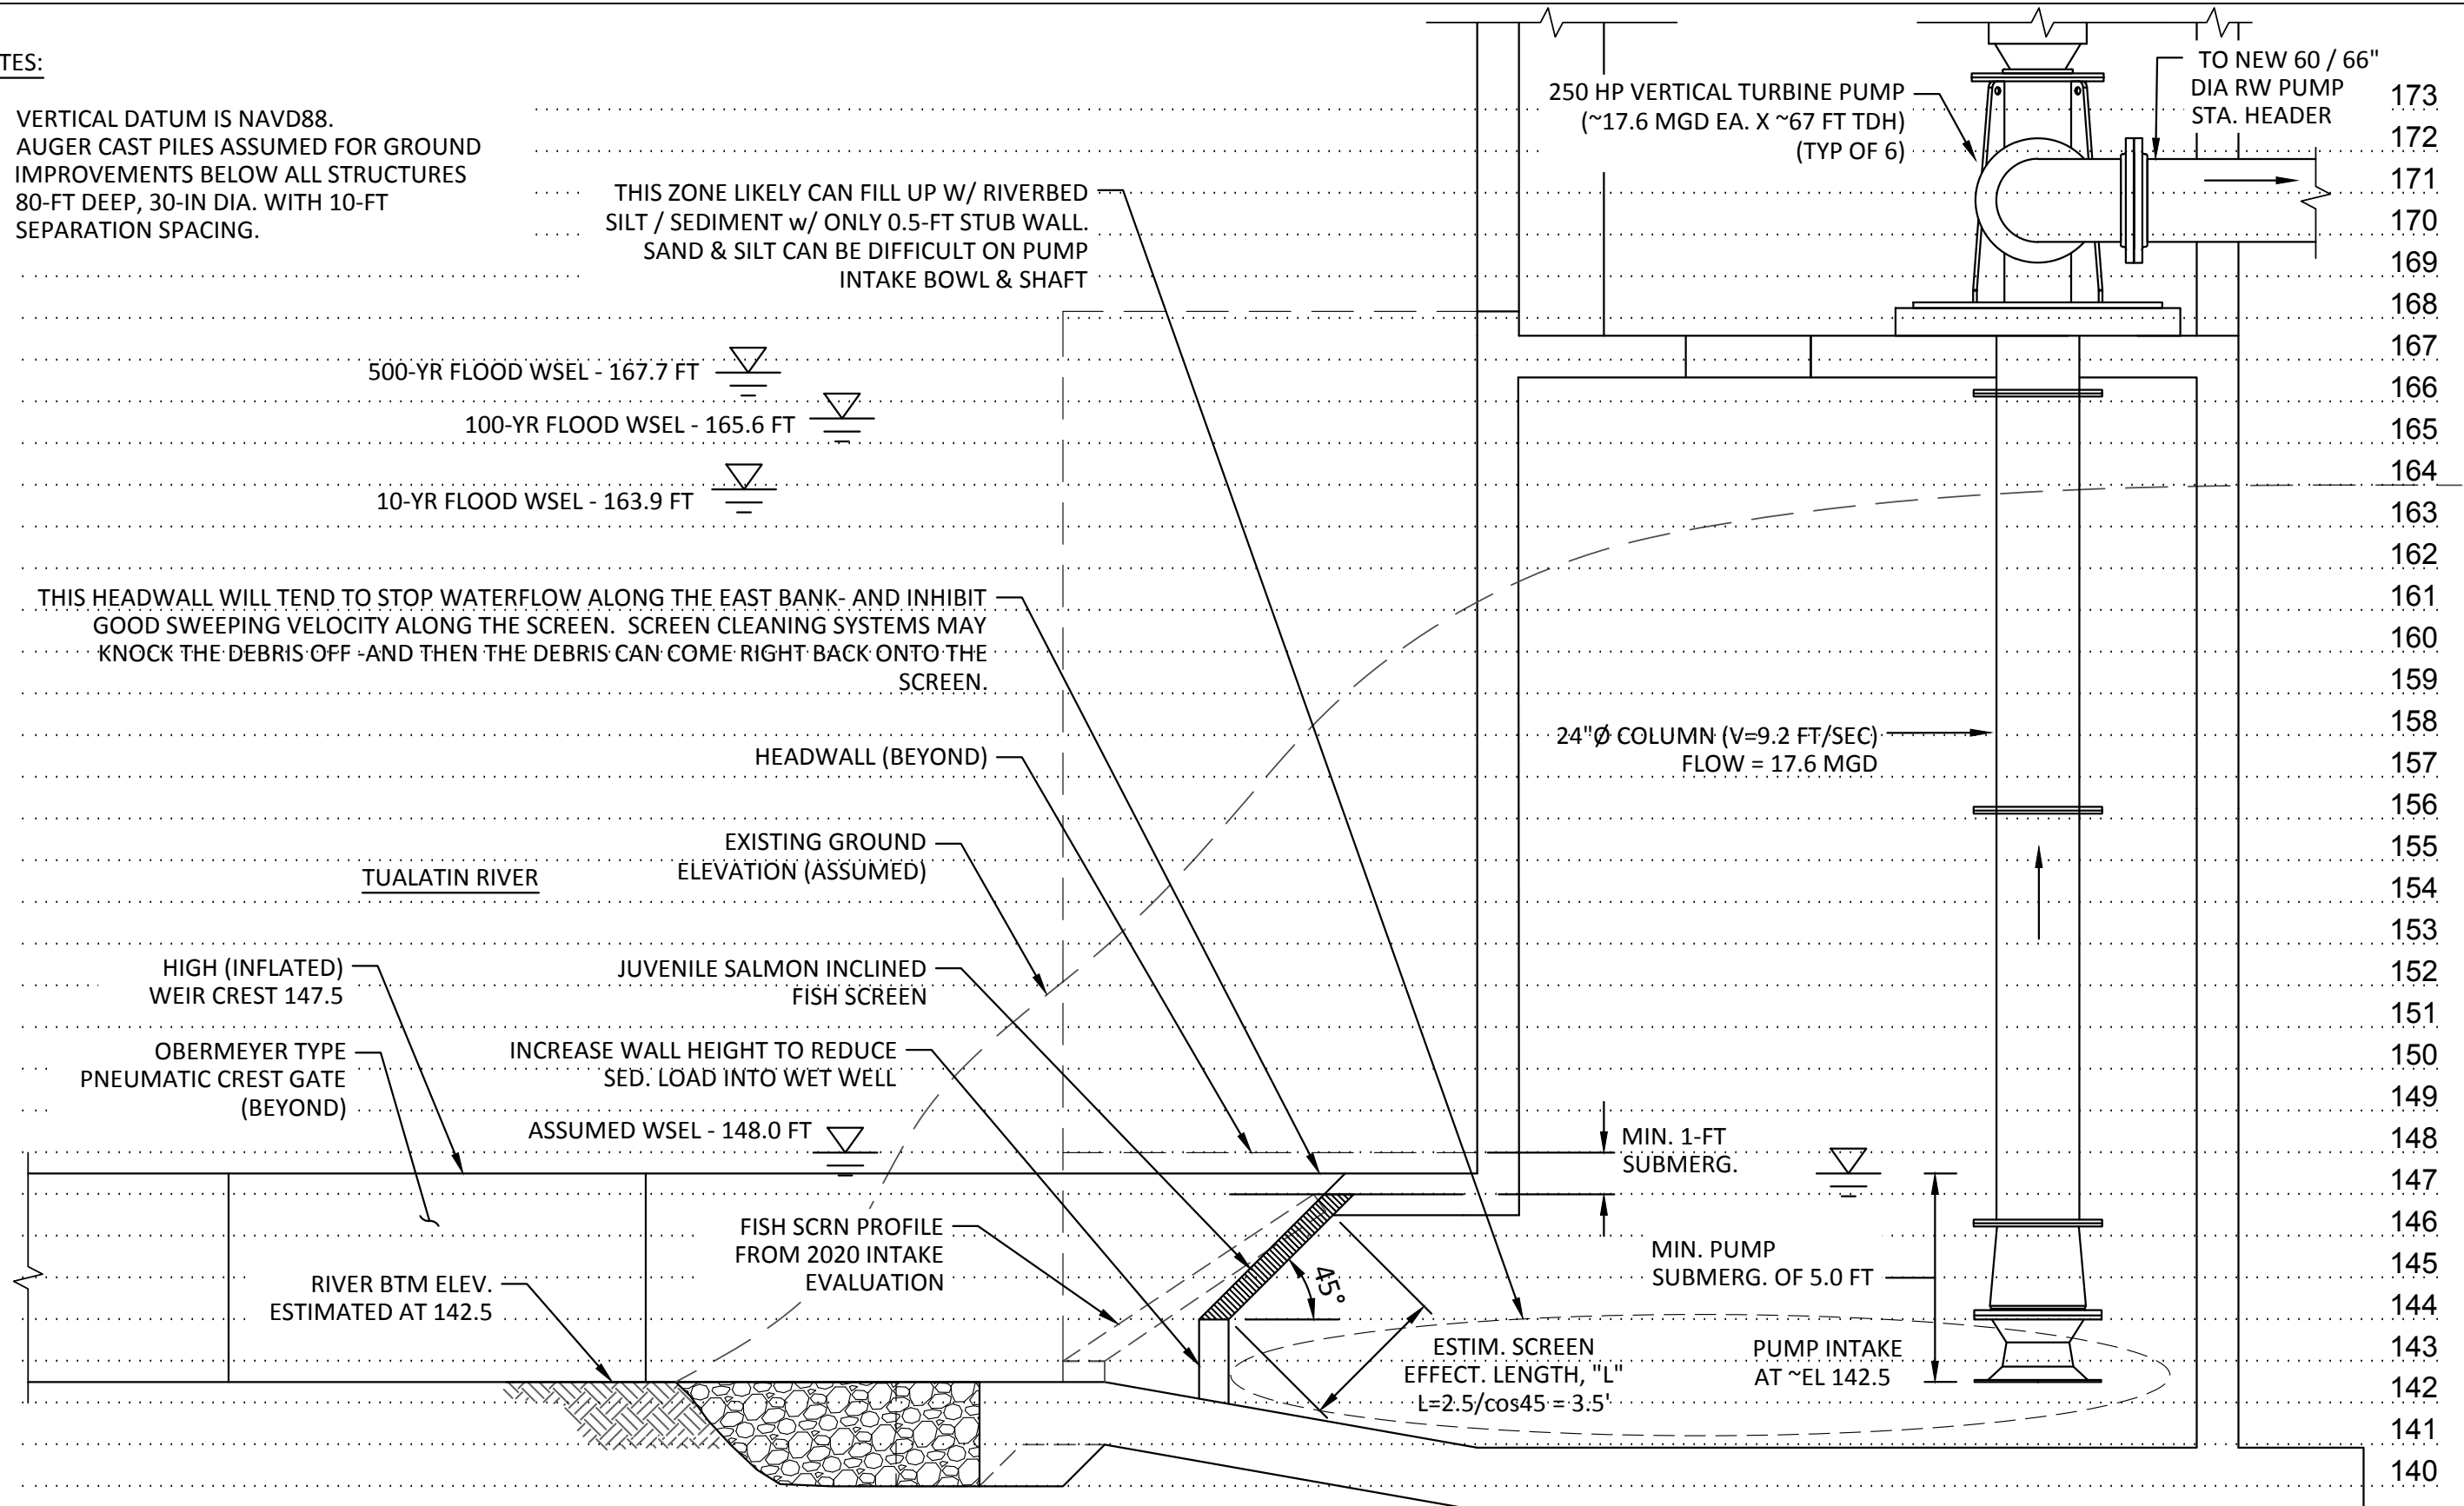 TES:
VERTICAL DATUM IS NAVD88.
AUGER CAST PILES ASSUMED FOR GROUND
IMPROVEMENTS BELOW ALL STRUCTURES
80-FT DEEP, 30-IN DIA. WITH 10-FT
SEPARATION SPACING.
THIS ZONE LIKELY CAN FILL UP W/ RIVERBED
SILT / SEDIMENT w/ ONLY 0.5-FT STUB WALL.
SAND & SILT CAN BE DIFFICULT ON PUMP
INTAKE BOWL & SHAFT
250 HP VERTICAL TURBINE PUMP
(~17.6 MGD EA. X ~67 FT TDH)
(TYP OF 6)
TO NEW 60 / 66"
DIA RW PUMP
STA. HEADER
500-YR FLOOD WSEL - 167.7 FT
100-YR FLOOD WSEL - 165.6 FT
10-YR FLOOD WSEL - 163.9 FT
THIS HEADWALL WILL TEND TO STOP WATERFLOW ALONG THE EAST BANK- AND INHIBIT
GOOD SWEEPING VELOCITY ALONG THE SCREEN. SCREEN CLEANING SYSTEMS MAY
KNOCK THE DEBRIS OFF -AND THEN THE DEBRIS CAN COME RIGHT BACK ONTO THE
SCREEN.
HEADWALL (BEYOND)
24"Ø COLUMN (V=9.2 FT/SEC)
FLOW = 17.6 MGD
EXISTING GROUND
ELEVATION (ASSUMED)
TUALATIN RIVER
HIGH (INFLATED)
WEIR CREST 147.5
JUVENILE SALMON INCLINED
FISH SCREEN
OBERMEYER TYPE
PNEUMATIC CREST GATE
(BEYOND)
INCREASE WALL HEIGHT TO REDUCE
SED. LOAD INTO WET WELL
ASSUMED WSEL - 148.0 FT
MIN. 1-FT
SUBMERG.
FISH SCRN PROFILE
FROM 2020 INTAKE
EVALUATION
RIVER BTM ELEV.
ESTIMATED AT 142.5
45°
MIN. PUMP
SUBMERG. OF 5.0 FT
ESTIM. SCREEN
EFFECT. LENGTH, "L"
L=2.5/cos45 = 3.5'
PUMP INTAKE
AT ~EL 142.5
173
172
171
170
169
168
167
166
165
164
163
162
161
160
159
158
157
156
155
154
153
152
151
150
149
148
147
146
145
144
143
142
141
140